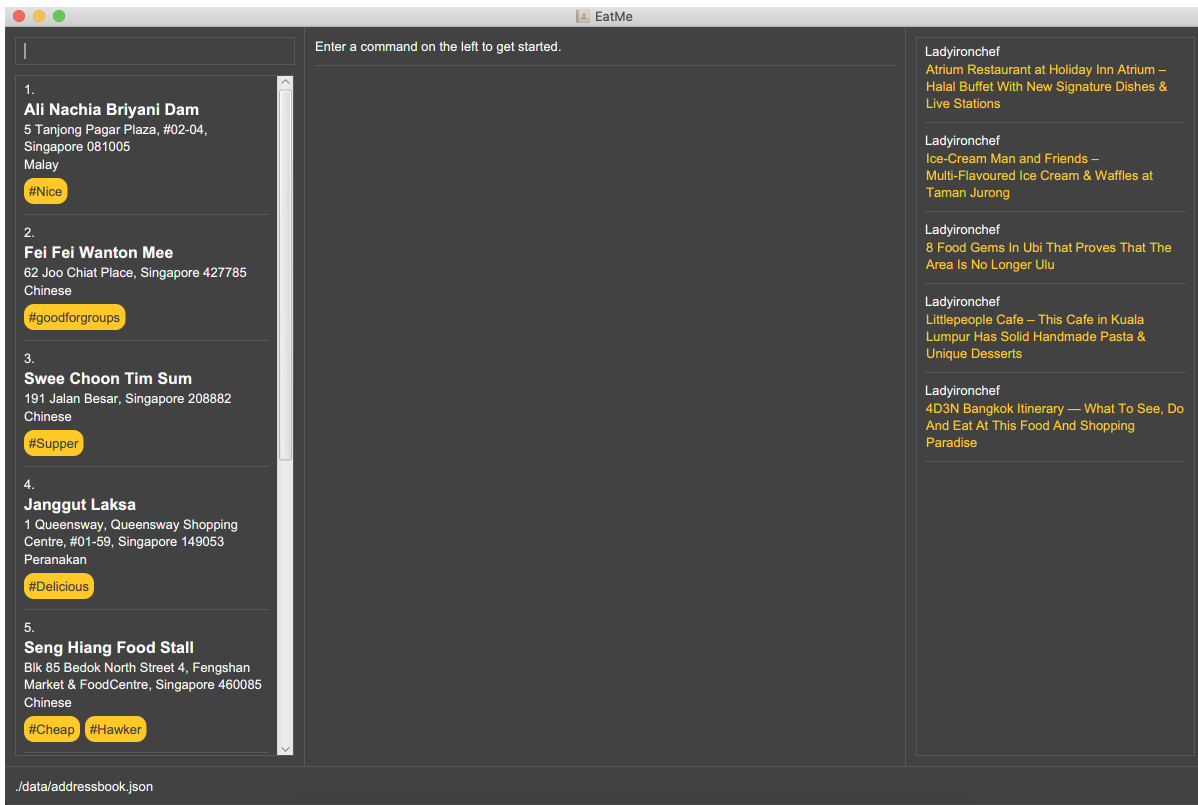 EatMe
1.
Ali Nachia Briyani Dam
5 Tanjong Pagar Plaza, #02-04,
Singapore 081005
Malay
#Nice
2.
Fei Fei Wanton Mee
62 Joo Chiat Place, Singapore 427785
Chinese
#goodforgroups
3.
Swee Choon Tim Sum
191 Jalan Besar, Singapore 208882
Chinese
#Supper
4.
Janggut Laksa
1 Queensway, Queensway Shopping
Centre, #01-59, Singapore 149053
Peranakan
#Delicious
5.
Seng Hiang Food Stall
Blk 85 Bedok North Street 4, Fengshan
Market & FoodCentre, Singapore 460085
Chinese
#Cheap #Hawker
Enter a command on the left to get started.
Ladyironchef
Atrium Restaurant at Holiday Inn Atrium –
Halal Buffet With New Signature Dishes &
Live Stations
Ladyironchef
Ice-Cream Man and Friends –
Multi-Flavoured Ice Cream & Waffles at
Taman Jurong
Ladyironchef
8 Food Gems In Ubi That Proves That The
Area Is No Longer Ulu
Ladyironchef
Littlepeople Cafe – This Cafe in Kuala
Lumpur Has Solid Handmade Pasta &
Unique Desserts
Ladyironchef
4D3N Bangkok Itinerary — What To See, Do
And Eat At This Food And Shopping
Paradise
./data/addressbook.json